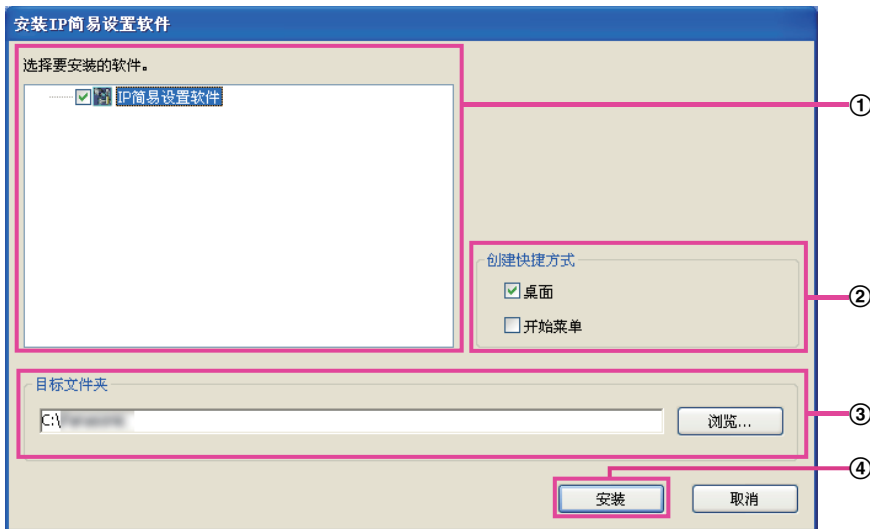 安装IP简易设置软件
选择要安装的软件。
IP简易设置软件
①
创建快捷方式
桌面
②
开始菜单
目标文件夹
C:\
浏览...
③
④
安装
取消